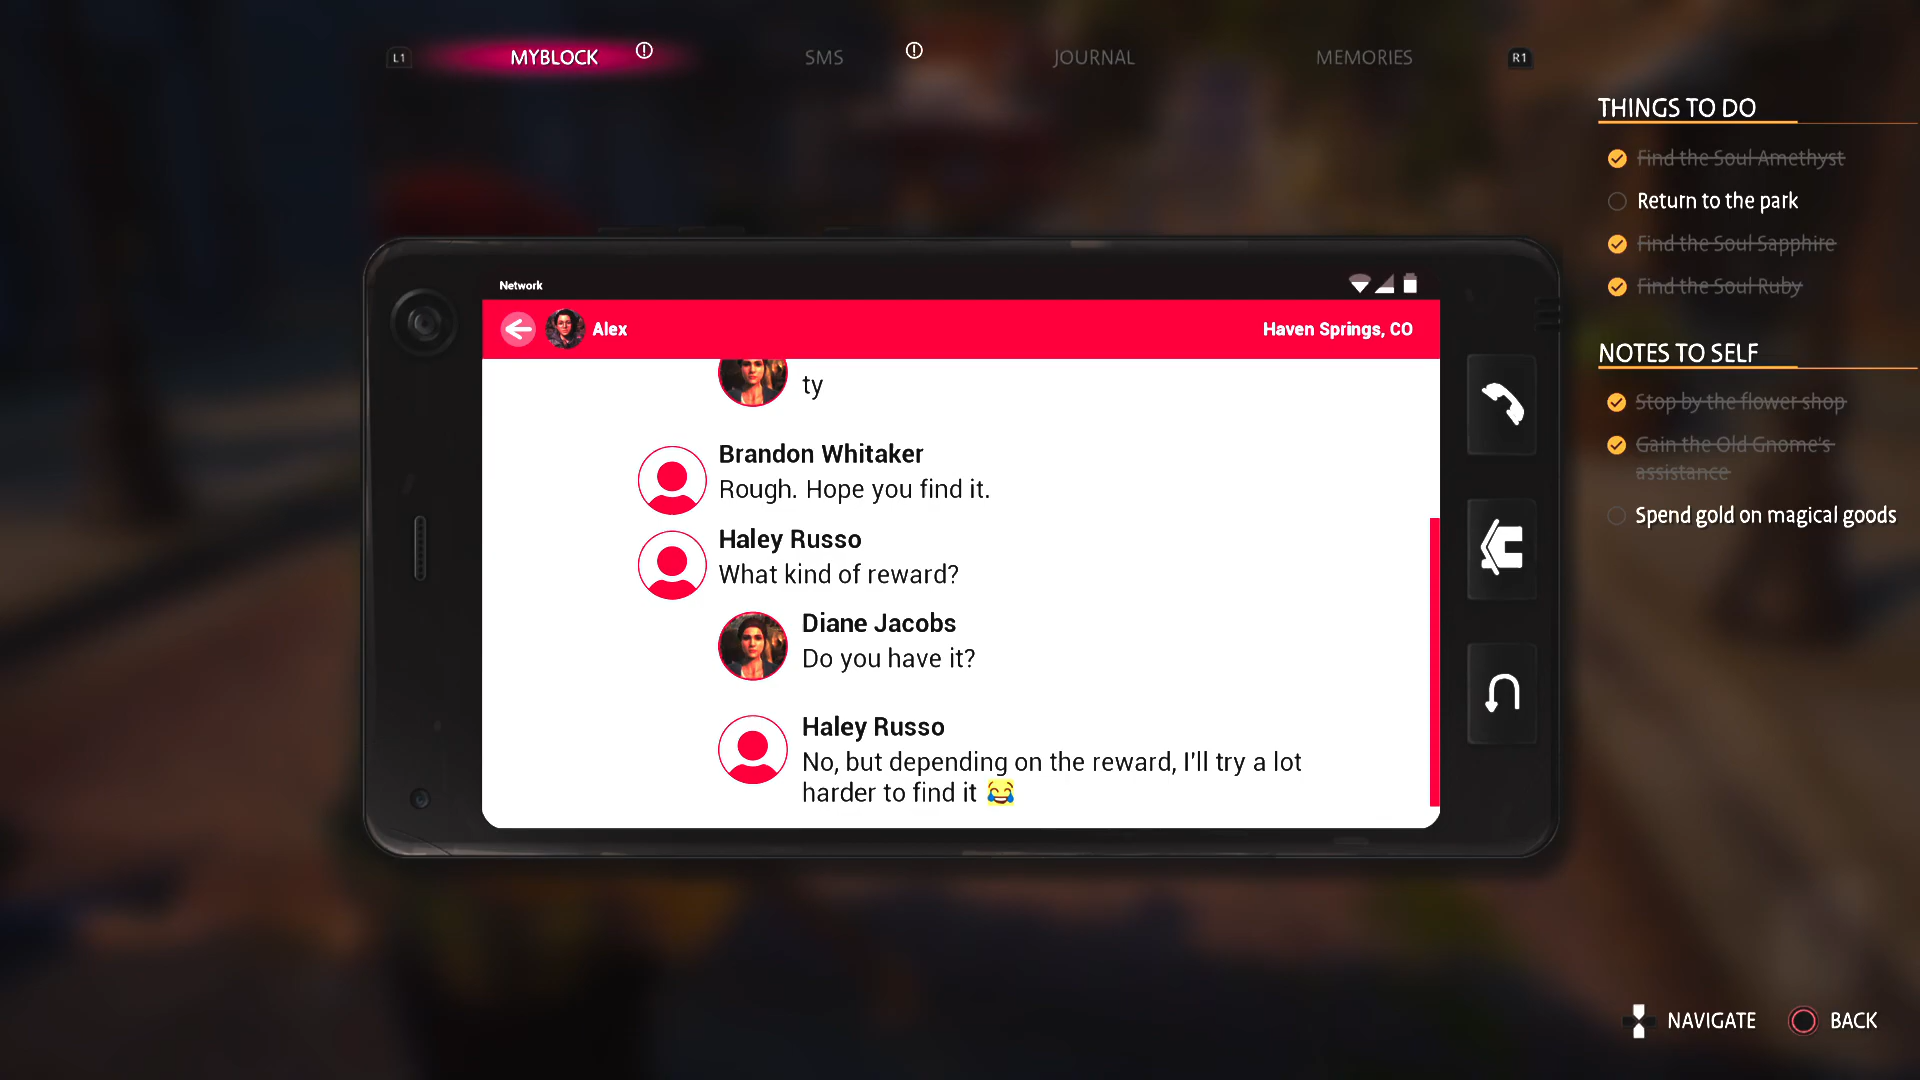 L1
MYBLOCK
SMS
JOURNAL
MEMORIES
R1
THINGS TO DO
Find the Soul Amethyst
Return to the park
Find the Soul Sapphire
Find the Soul Ruby
NOTES TO SELF
Stop by the flower shop
Gain the Old Gnome's
assistance
Spend gold on magical goods
Network
Alex
Haven Springs, CO
ty
Brandon Whitaker
Rough. Hope you find it.
Haley Russo
What kind of reward?
Diane Jacobs
Do you have it?
Haley Russo
No, but depending on the reward, I'll try a lot
harder to find it 😂
NAVIGATE
BACK